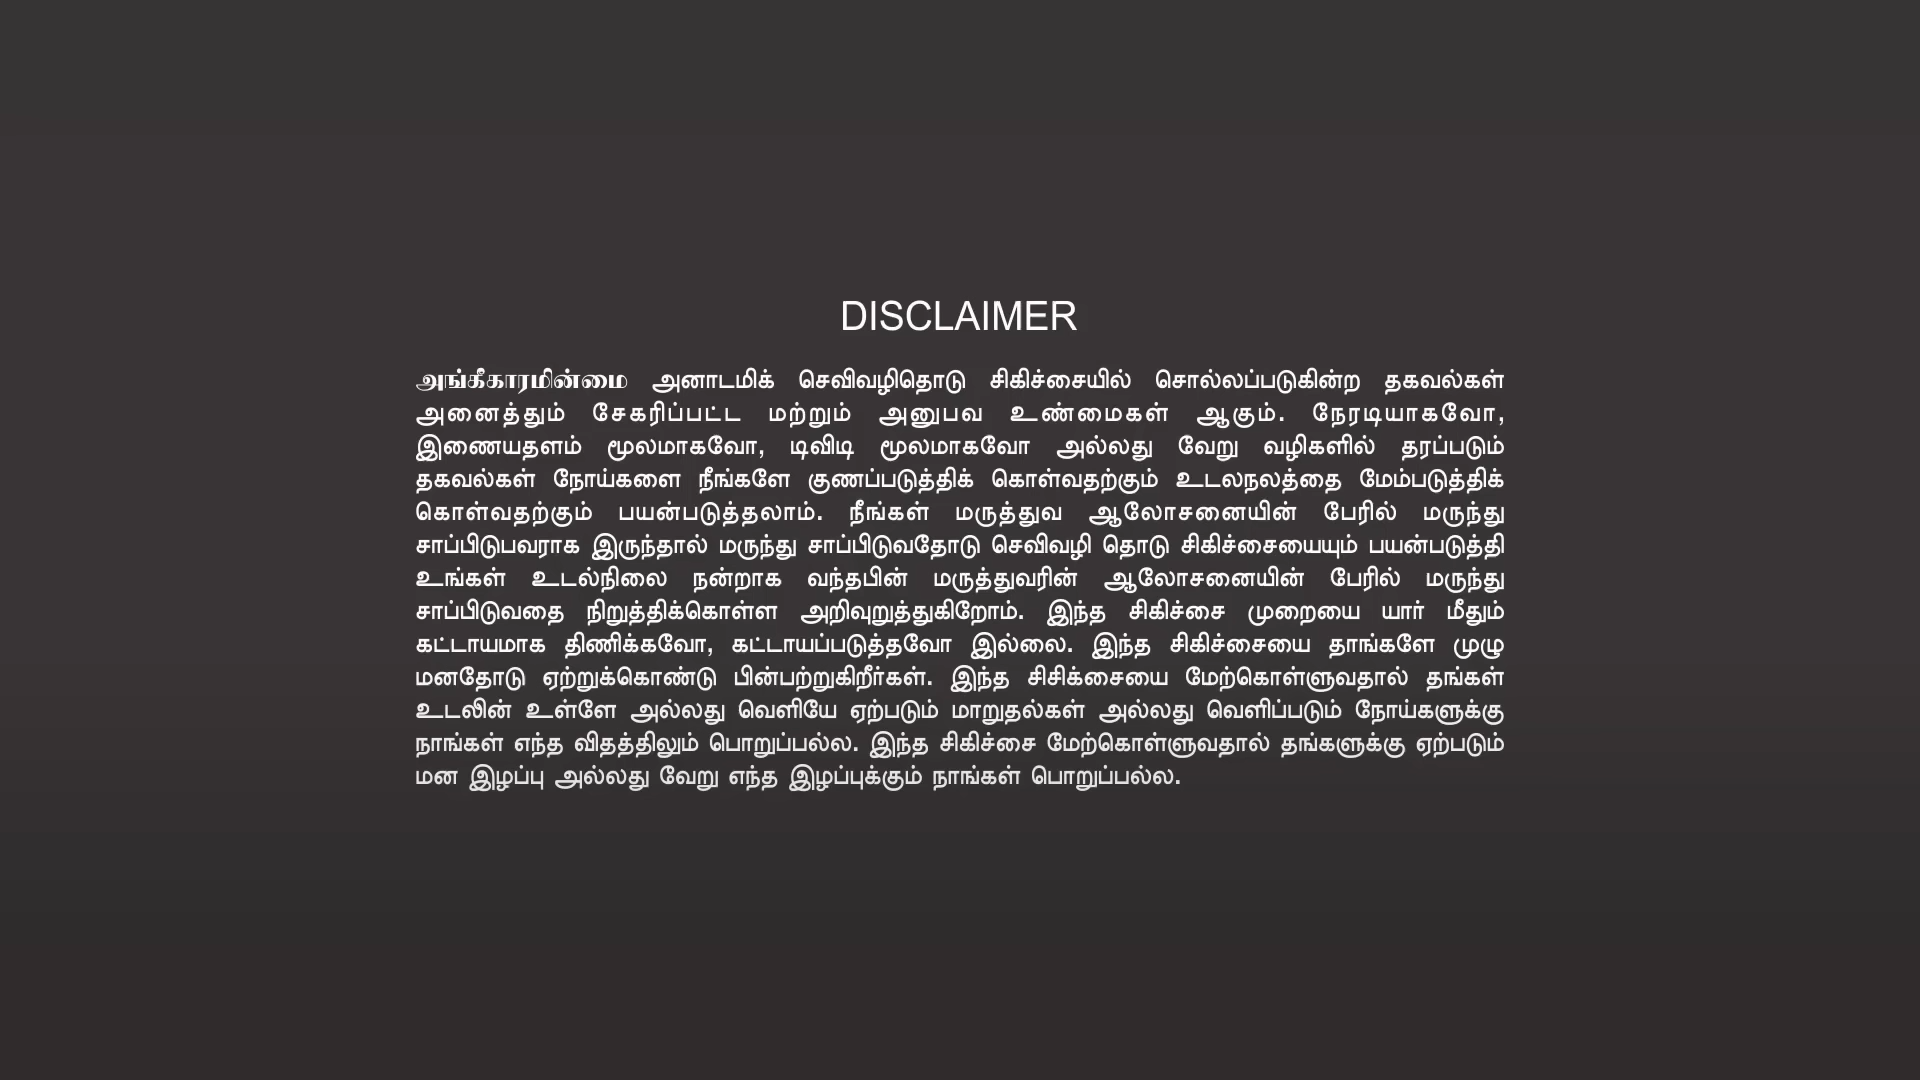 DISCLAIMER
அங்கீகாரமின்மை அனாடமிக் செவிவழிதொடு சிகிச்சையில் சொல்லப்படுகின்ற தகவல்கள்
அனைத்தும் சேகரிப்பட்ட மற்றும் அனுபவ உண்மைகள் ஆகும். நேரடியாகவோ,
இணையதளம் மூலமாகவோ, டிவிடி மூலமாகவோ அல்லது வேறு வழிகளில் தரப்படும்
தகவல்கள் நோய்களை நீங்களே குணப்படுத்திக் கொள்வதற்கும் உடலநலத்தை மேம்படுத்திக்
கொள்வதற்கும் பயன்படுத்தலாம். நீங்கள் மருத்துவ ஆலோசனையின் பேரில் மருந்து
சாப்பிடுபவராக இருந்தால் மருந்து சாப்பிடுவதோடு செவிவழி தொடு சிகிச்சையையும் பயன்படுத்தி
உங்கள் உடல்நிலை நன்றாக வந்தபின் மருத்துவரின் ஆலோசனையின் பேரில் மருந்து
சாப்பிடுவதை நிறுத்திக்கொள்ள அறிவுறுத்துகிறோம். இந்த சிகிச்சை முறையை யார் மீதும்
கட்டாயமாக திணிக்கவோ, கட்டாயப்படுத்தவோ இல்லை. இந்த சிகிச்சையை தாங்களே முழு
மனதோடு ஏற்றுக்கொண்டு பின்பற்றுகிறீர்கள். இந்த சிசிக்சையை மேற்கொள்ளுவதால் தங்கள்
உடலின் உள்ளே அல்லது வெளியே ஏற்படும் மாறுதல்கள் அல்லது வெளிப்படும் நோய்களுக்கு
நாங்கள் எந்த விதத்திலும் பொறுப்பல்ல. இந்த சிகிச்சை மேற்கொள்ளுவதால் தங்களுக்கு ஏற்படும்
மன இழப்பு அல்லது வேறு எந்த இழப்புக்கும் நாங்கள் பொறுப்பல்ல.